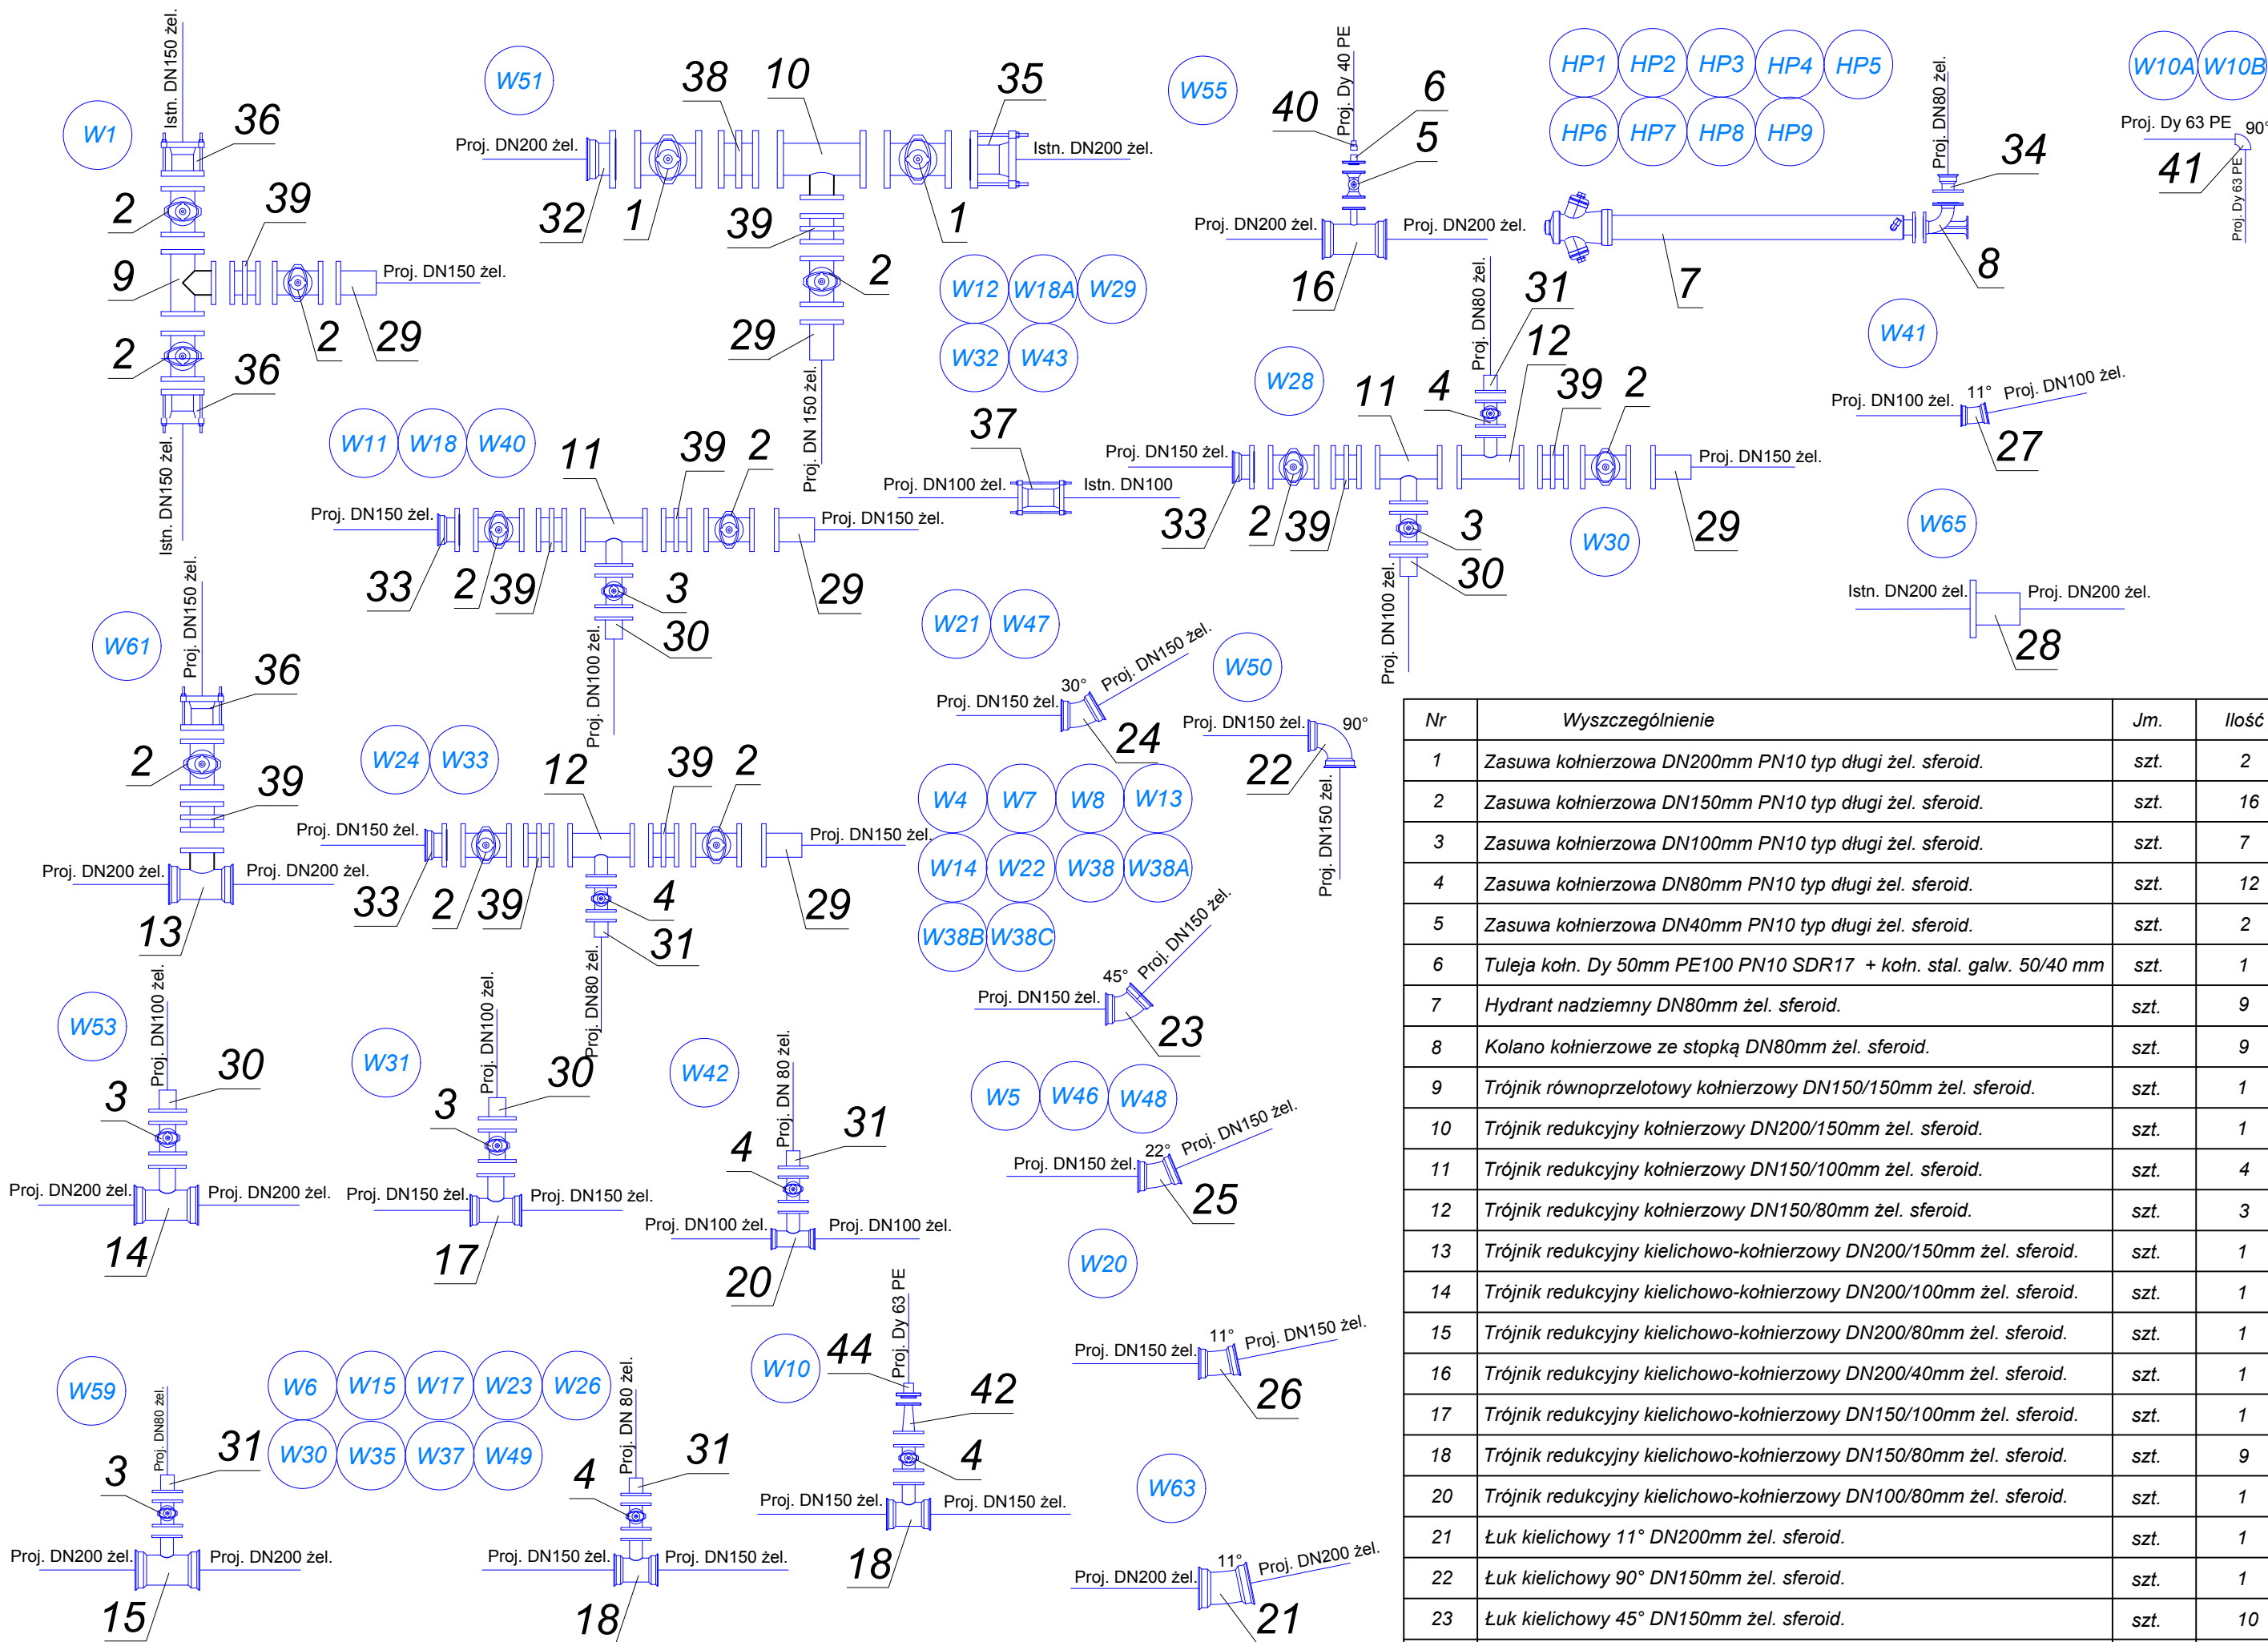 W1
Istn. DN150 żel.
36
2
39
9
Proj. DN150 żel.
2
29
2
36
Istn. DN150 żel.
W51
38
10
35
Proj. DN200 żel.
Istn. DN200 żel.
32
1
39
1
2
29
Proj. DN 150 żel.
W55
Proj. Dy 40 PE
40
6
5
Proj. DN200 żel.
Proj. DN200 żel.
16
HP1 HP2 HP3 HP4 HP5
HP6 HP7 HP8 HP9
Proj. DN80 żel.
34
7
8
W10A W10B
Proj. Dy 63 PE
90°
41
Proj. Dy 63 PE
W12 W18A W29
W32 W43
37
Proj. DN100 żel.
Istn. DN100
W11 W18 W40
11
39
2
Proj. DN150 żel.
Proj. DN150 żel.
33
2
39
3
29
30
Proj. DN100 żel.
W28
Proj. DN80 żel.
31
11
4
12
39
2
Proj. DN150 żel.
Proj. DN150 żel.
33
2
39
3
W30
29
30
Proj. DN100 żel.
W41
Proj. DN100 żel.
11°
Proj. DN100 żel.
27
W65
Istn. DN200 żel.
Proj. DN200 żel.
28
W61
Proj. DN150 żel.
36
2
39
Proj. DN200 żel.
Proj. DN200 żel.
13
W24 W33
12
39
2
Proj. DN150 żel.
Proj. DN150 żel.
33
2
39
4
29
31
Proj. DN80 żel.
W21 W47
Proj. DN150 żel.
30°
Proj. DN150 żel.
24
W50
Proj. DN150 żel.
90°
22
Proj. DN150 żel.
W4 W7 W8 W13
W14 W22 W38 W38A
W38B W38C
Proj. DN150 żel.
45°
Proj. DN150 żel.
23
W53
Proj. DN100 żel.
30
3
Proj. DN200 żel.
Proj. DN200 żel.
14
W31
Proj. DN100 żel.
30
3
Proj. DN150 żel.
Proj. DN150 żel.
17
W42
Proj. DN 80 żel.
31
4
Proj. DN100 żel.
Proj. DN100 żel.
20
W5 W46 W48
Proj. DN150 żel.
22°
Proj. DN150 żel.
25
W20
Proj. DN150 żel.
11°
Proj. DN150 żel.
26
W59
Proj. DN80 żel.
31
3
Proj. DN200 żel.
Proj. DN200 żel.
15
W6 W15 W17 W23 W26
W30 W35 W37 W49
Proj. DN 80 żel.
31
4
Proj. DN150 żel.
Proj. DN150 żel.
18
W10
Proj. Dy 63 PE
44
42
4
Proj. DN150 żel.
Proj. DN150 żel.
18
W63
Proj. DN200 żel.
11°
Proj. DN200 żel.
21
Nr Wyszczególnienie Jm. Ilość
1 Zasuwa kołnierzowa DN200mm PN10 typ długi żel. sferoid. szt. 2
2 Zasuwa kołnierzowa DN150mm PN10 typ długi żel. sferoid. szt. 16
3 Zasuwa kołnierzowa DN100mm PN10 typ długi żel. sferoid. szt. 7
4 Zasuwa kołnierzowa DN80mm PN10 typ długi żel. sferoid. szt. 12
5 Zasuwa kołnierzowa DN40mm PN10 typ długi żel. sferoid. szt. 2
6 Tuleja kołn. Dy 50mm PE100 PN10 SDR17 + kołn. stal. galw. 50/40 mm szt. 1
7 Hydrant nadziemny DN80mm żel. sferoid. szt. 9
8 Kolano kołnierzowe ze stopką DN80mm żel. sferoid. szt. 9
9 Trójnik równoprzelotowy kołnierzowy DN150/150mm żel. sferoid. szt. 1
10 Trójnik redukcyjny kołnierzowy DN200/150mm żel. sferoid. szt. 1
11 Trójnik redukcyjny kołnierzowy DN150/100mm żel. sferoid. szt. 4
12 Trójnik redukcyjny kołnierzowy DN150/80mm żel. sferoid. szt. 3
13 Trójnik redukcyjny kielichowo-kołnierzowy DN200/150mm żel. sferoid. szt. 1
14 Trójnik redukcyjny kielichowo-kołnierzowy DN200/100mm żel. sferoid. szt. 1
15 Trójnik redukcyjny kielichowo-kołnierzowy DN200/80mm żel. sferoid. szt. 1
16 Trójnik redukcyjny kielichowo-kołnierzowy DN200/40mm żel. sferoid. szt. 1
17 Trójnik redukcyjny kielichowo-kołnierzowy DN150/100mm żel. sferoid. szt. 1
18 Trójnik redukcyjny kielichowo-kołnierzowy DN150/80mm żel. sferoid. szt. 9
20 Trójnik redukcyjny kielichowo-kołnierzowy DN100/80mm żel. sferoid. szt. 1
21 Łuk kielichowy 11° DN200mm żel. sferoid. szt. 1
22 Łuk kielichowy 90° DN150mm żel. sferoid. szt. 1
23 Łuk kielichowy 45° DN150mm żel. sferoid. szt. 10